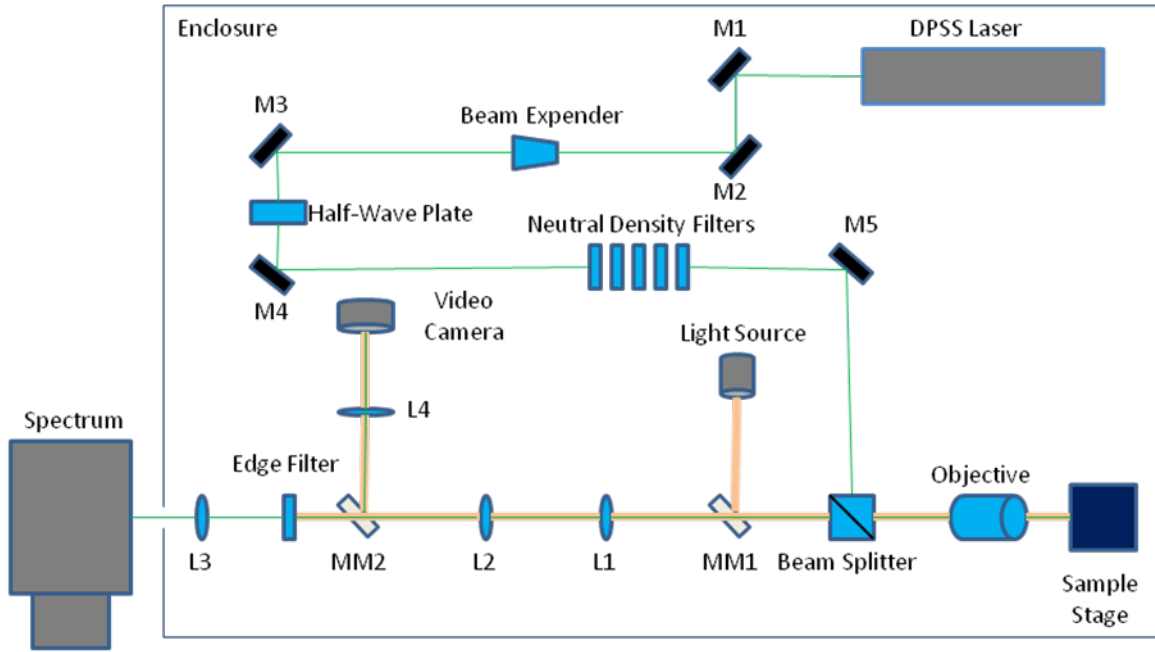 Enclosure
M1
DPSS Laser
M3
Beam Expender
M2
Half-Wave Plate
Neutral Density Filters
M5
M4
Video
Camera
Light Source
L4
Spectrum
Edge Filter
Objective
L3
MM2
L2
L1
MM1
Beam Splitter
Sample
Stage